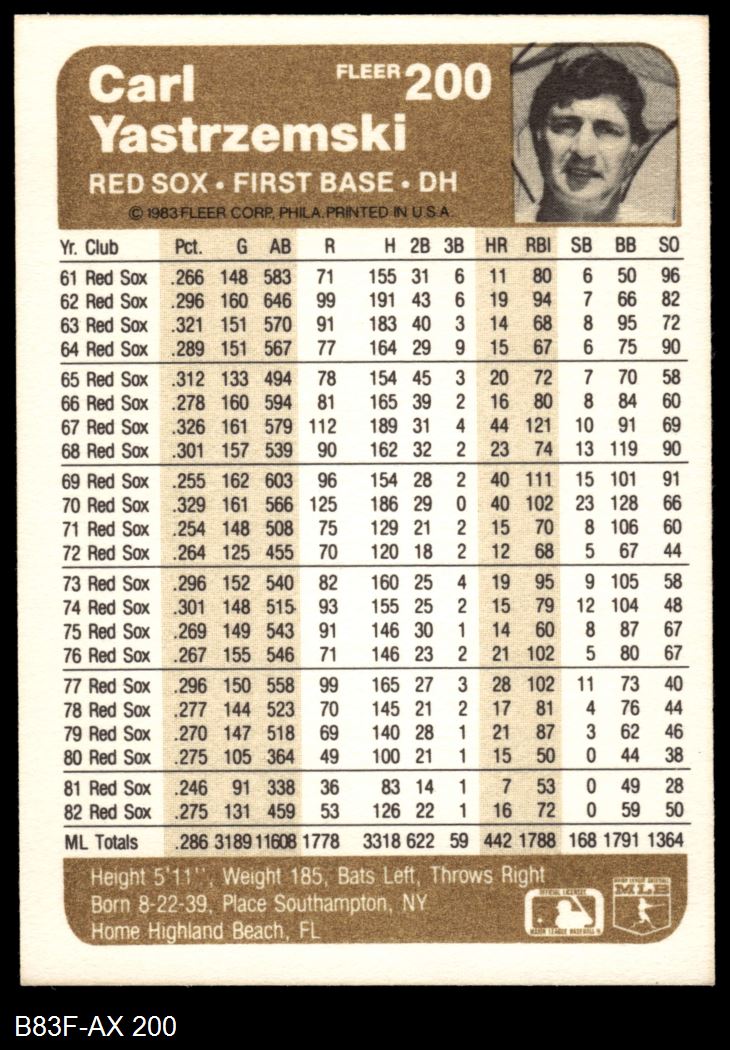 Carl
FLEER 200
Yastrzemski
RED SOX • FIRST BASE • DH
© 1983 FLEER CORP., PHILA. PRINTED IN U.S.A.
Yr. Club Pct. G AB R H 2B 3B HR RBI SB BB SO
61 Red Sox .266 148 583 71 155 31 6 11 80 6 50 96
62 Red Sox .296 160 646 99 191 43 6 19 94 7 66 82
63 Red Sox .321 151 570 91 183 40 3 14 68 8 95 72
64 Red Sox .289 151 567 77 164 29 9 15 67 6 75 90
65 Red Sox .312 133 494 78 154 45 3 20 72 7 70 58
66 Red Sox .278 160 594 81 165 39 2 16 80 8 84 60
67 Red Sox .326 161 579 112 189 31 4 44 121 10 91 69
68 Red Sox .301 157 539 90 162 32 2 23 74 13 119 90
69 Red Sox .255 162 603 96 154 28 2 40 111 15 101 91
70 Red Sox .329 161 566 125 186 29 0 40 102 23 128 66
71 Red Sox .254 148 508 75 129 21 2 15 70 8 106 60
72 Red Sox .264 125 455 70 120 18 2 12 68 5 67 44
73 Red Sox .296 152 540 82 160 25 4 19 95 9 105 58
74 Red Sox .301 148 515 93 155 25 2 15 79 12 104 48
75 Red Sox .269 149 543 91 146 30 1 14 60 8 87 67
76 Red Sox .267 155 546 71 146 23 2 21 102 5 80 67
77 Red Sox .296 150 558 99 165 27 3 28 102 11 73 40
78 Red Sox .277 144 523 70 145 21 2 17 81 4 76 44
79 Red Sox .270 147 518 69 140 28 1 21 87 3 62 46
80 Red Sox .275 105 364 49 100 21 1 15 50 0 44 38
81 Red Sox .246 91 338 36 83 14 1 7 53 0 49 28
82 Red Sox .275 131 459 53 126 22 1 16 72 0 59 50
ML Totals .286 3189 11608 1778 3318 622 59 442 1788 168 1791 1364
Height 5'11", Weight 185, Bats Left, Throws Right
Born 8-22-39, Place Southampton, NY
Home Highland Beach, FL
OFFICIAL LICENSEE
MAJOR LEAGUE BASEBALL
MAJOR LEAGUE BASEBALL
MLB
B83F-AX 200